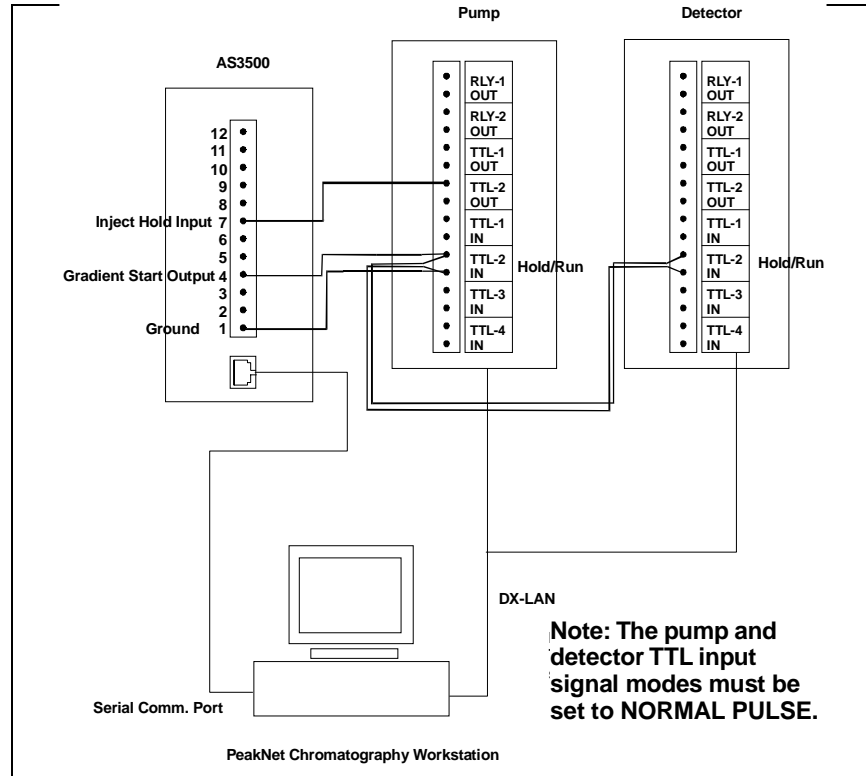 Pump
Detector
AS3500
12
11
10
9
8
Inject Hold Input 7
6
5
Gradient Start Output 4
3
2
Ground 1
RLY-1
OUT
RLY-2
OUT
TTL-1
OUT
TTL-2
OUT
TTL-1
IN
TTL-2
IN
Hold/Run
TTL-3
IN
TTL-4
IN
RLY-1
OUT
RLY-2
OUT
TTL-1
OUT
TTL-2
OUT
TTL-1
IN
TTL-2
IN
Hold/Run
TTL-3
IN
TTL-4
IN
DX-LAN
Note: The pump and
detector TTL input
signal modes must be
set to NORMAL PULSE.
Serial Comm. Port
PeakNet Chromatography Workstation